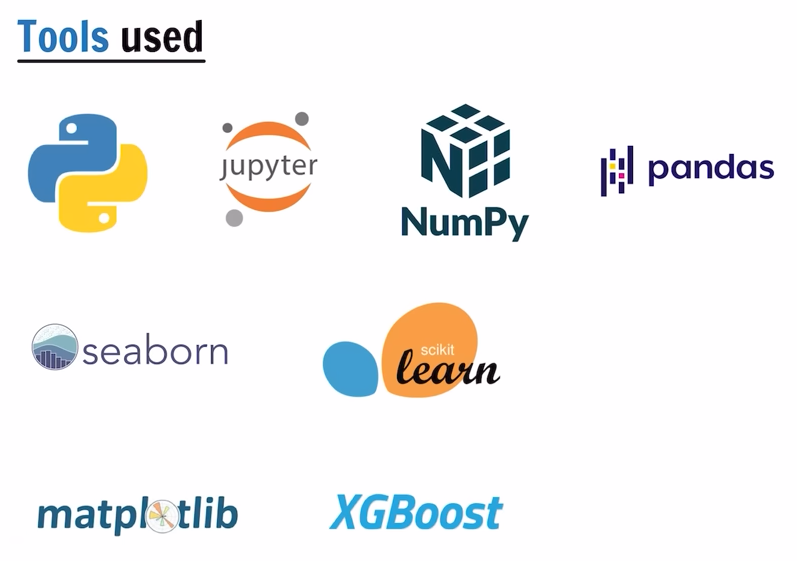 Tools used
jupyter
NumPy
pandas
seaborn
scikit
learn
matplotlib
XGBoost